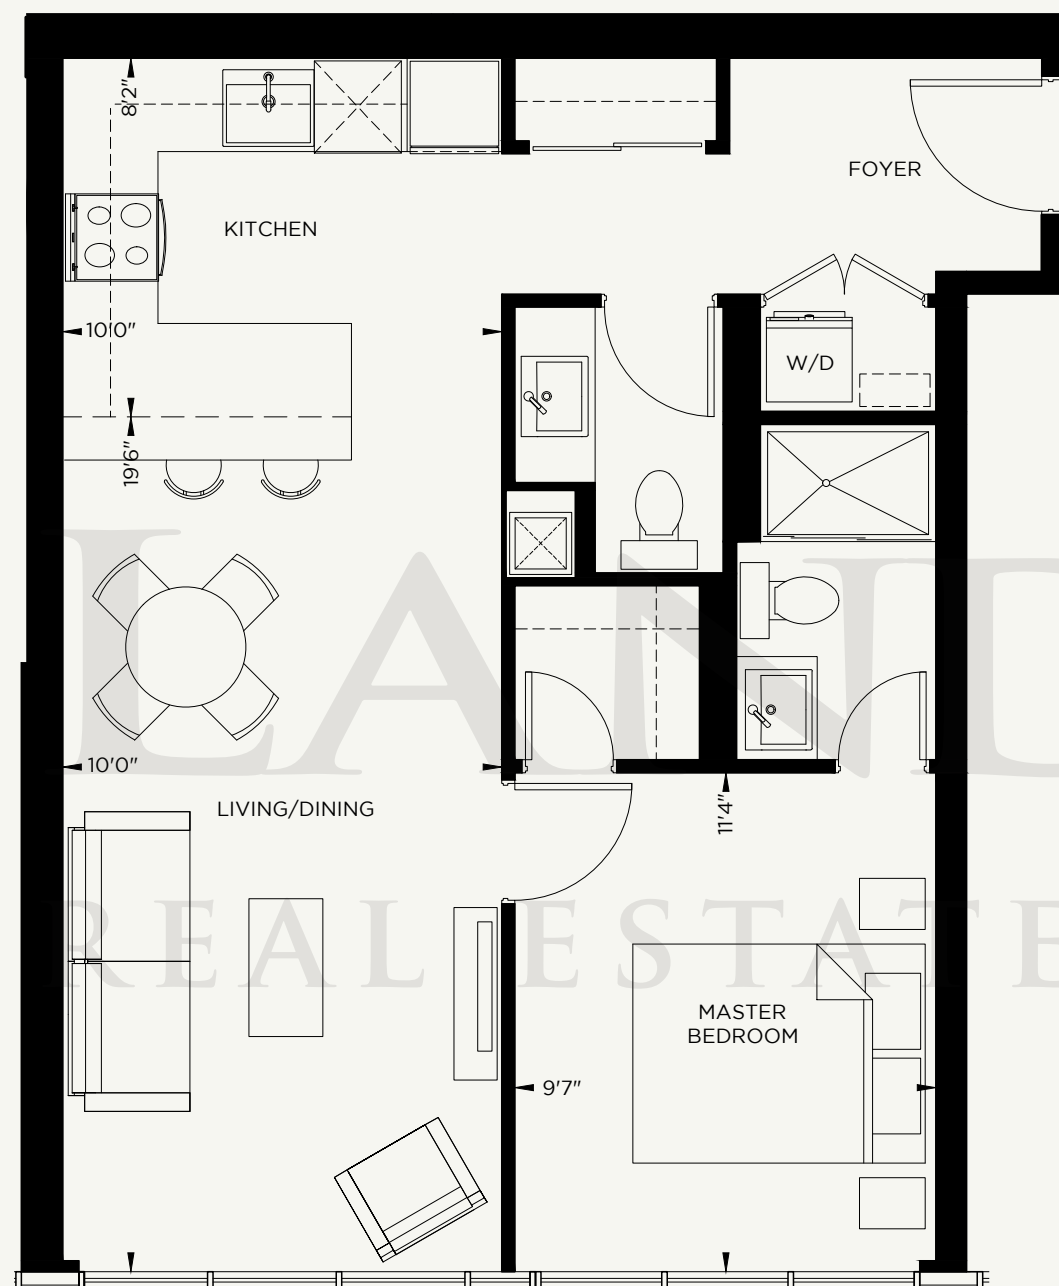 8'2"
FOYER
KITCHEN
10'0"
W/D
19'6"
LAND
10'0"
LIVING/DINING
11'4"
REAL ESTATE
MASTER
BEDROOM
9'7"